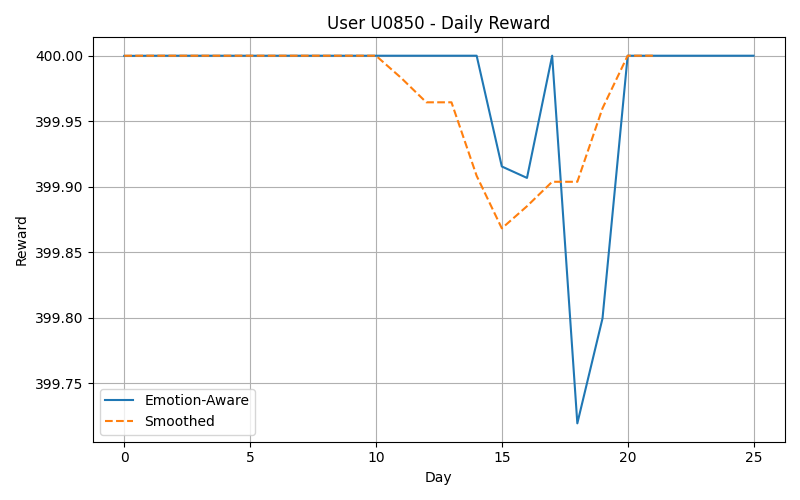 User U0850 - Daily Reward
400.00
399.95
399.90
399.85
399.80
399.75
Reward
Emotion-Aware
Smoothed
0 5 10 15 20 25
Day